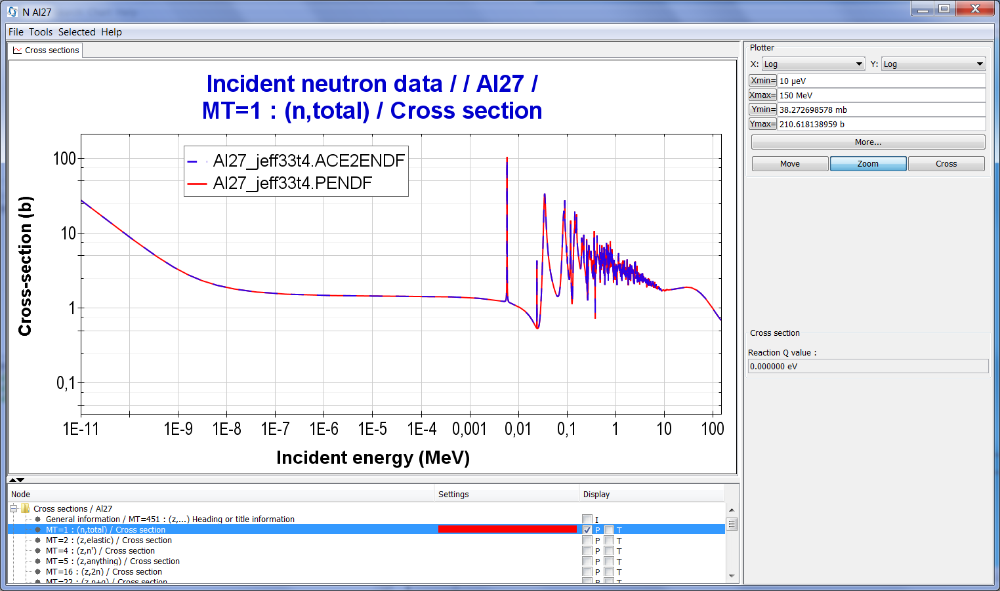 N Al27
File Tools Selected Help
Cross sections
Incident neutron data / / Al27 /
MT=1 : (n,total) / Cross section
Al27_jeff33t4.ACE2ENDF
Al27_jeff33t4.PENDF
Cross-section (b)
100
10
1
0,1
1E-11 1E-9 1E-8 1E-7 1E-6 1E-5 1E-4 0,001 0,01 0,1 1 10 100
Incident energy (MeV)
Plotter
X: Log Y: Log
Xmin= 10 µeV
Xmax= 150 MeV
Ymin= 38.272698578 mb
Ymax= 210.618138959 b
More...
Move Zoom Cross
Cross section
Reaction Q value :
0.000000 eV
Node Settings Display
Cross sections / Al27
General information / MT=451 : (z,...) Heading or title information I
MT=1 : (n,total) / Cross section P T
MT=2 : (z,elastic) / Cross section P T
MT=4 : (z,n') / Cross section P T
MT=5 : (z,anything) / Cross section P T
MT=16 : (z,2n) / Cross section P T
MT=22 : (z,n+α) / Cross section P T